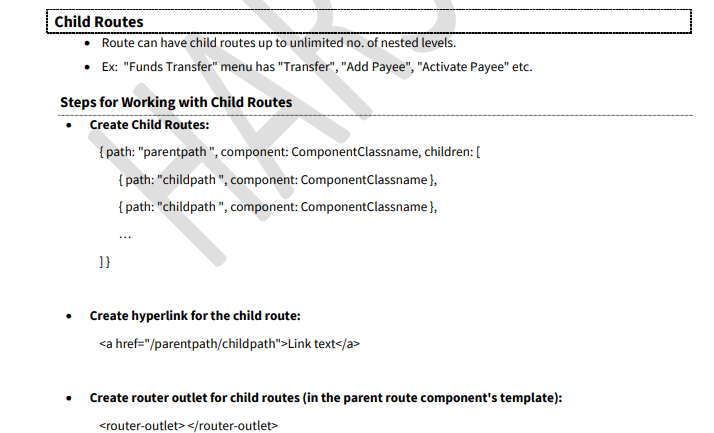 Child Routes
• Route can have child routes up to unlimited no. of nested levels.
• Ex:  "Funds Transfer" menu has "Transfer", "Add Payee", "Activate Payee" etc.
Steps for Working with Child Routes
• Create Child Routes:
{ path: "parentpath ", component: ComponentClassname, children: [
{ path: "childpath ", component: ComponentClassname },
{ path: "childpath ", component: ComponentClassname },
…
] }
• Create hyperlink for the child route:
<a href="/parentpath/childpath">Link text</a>
• Create router outlet for child routes (in the parent route component's template):
<router-outlet> </router-outlet>